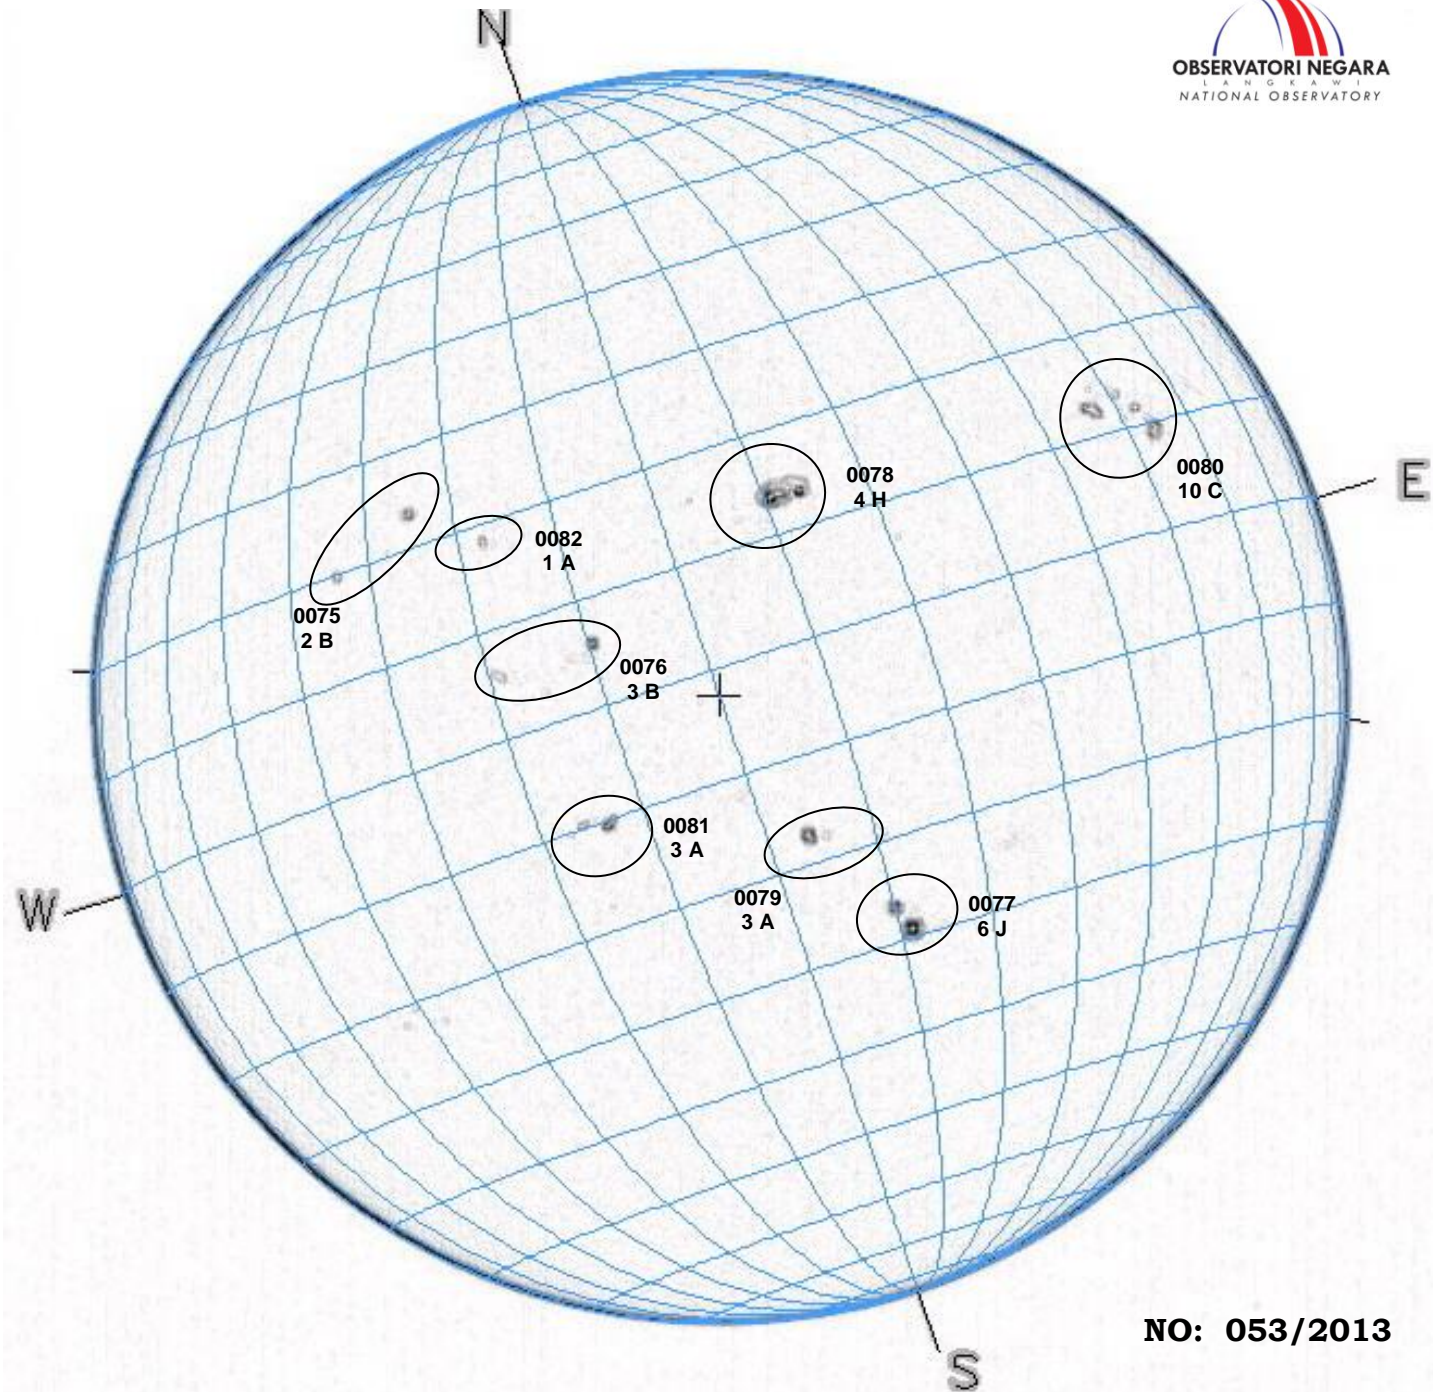 N
OBSERVATORI NEGARA
LANGKAWI
NATIONAL OBSERVATORY
0078
4 H
0080
10 C
E
0082
1 A
0075
2 B
0076
3 B
0081
3 A
0079
3 A
0077
6 J
W
S
NO: 053/2013